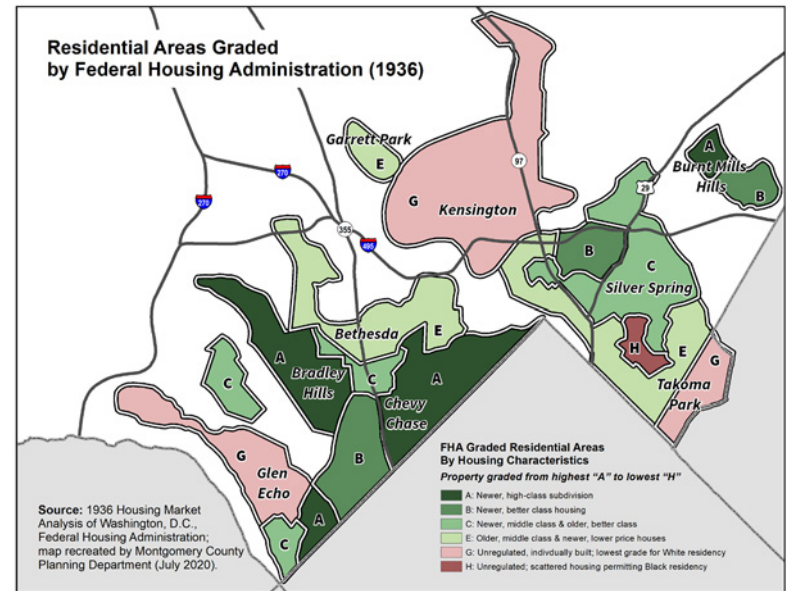 Residential Areas Graded
by Federal Housing Administration (1936)
Garrett Park
E
270
270
355
495
97
29
G
Kensington
A
Burnt Mills
Hills
B
B
C
Silver Spring
H
E
G
Takoma
Park
Bethesda
E
A
Bradley
Hills
C
A
Chevy
Chase
C
B
G
Glen
Echo
A
C
Source: 1936 Housing Market
Analysis of Washington, D.C.,
Federal Housing Administration;
map recreated by Montgomery County
Planning Department (July 2020).
FHA Graded Residential Areas
By Housing Characteristics
Property graded from highest “A” to lowest “H”
A: Newer, high-class subdivision
B: Newer, better class housing
C: Newer, middle class & older, better class
E: Older, middle class & newer, lower price houses
G: Unregulated, indivdually built; lowest grade for White residency
H: Unregulated; scattered housing permitting Black residency